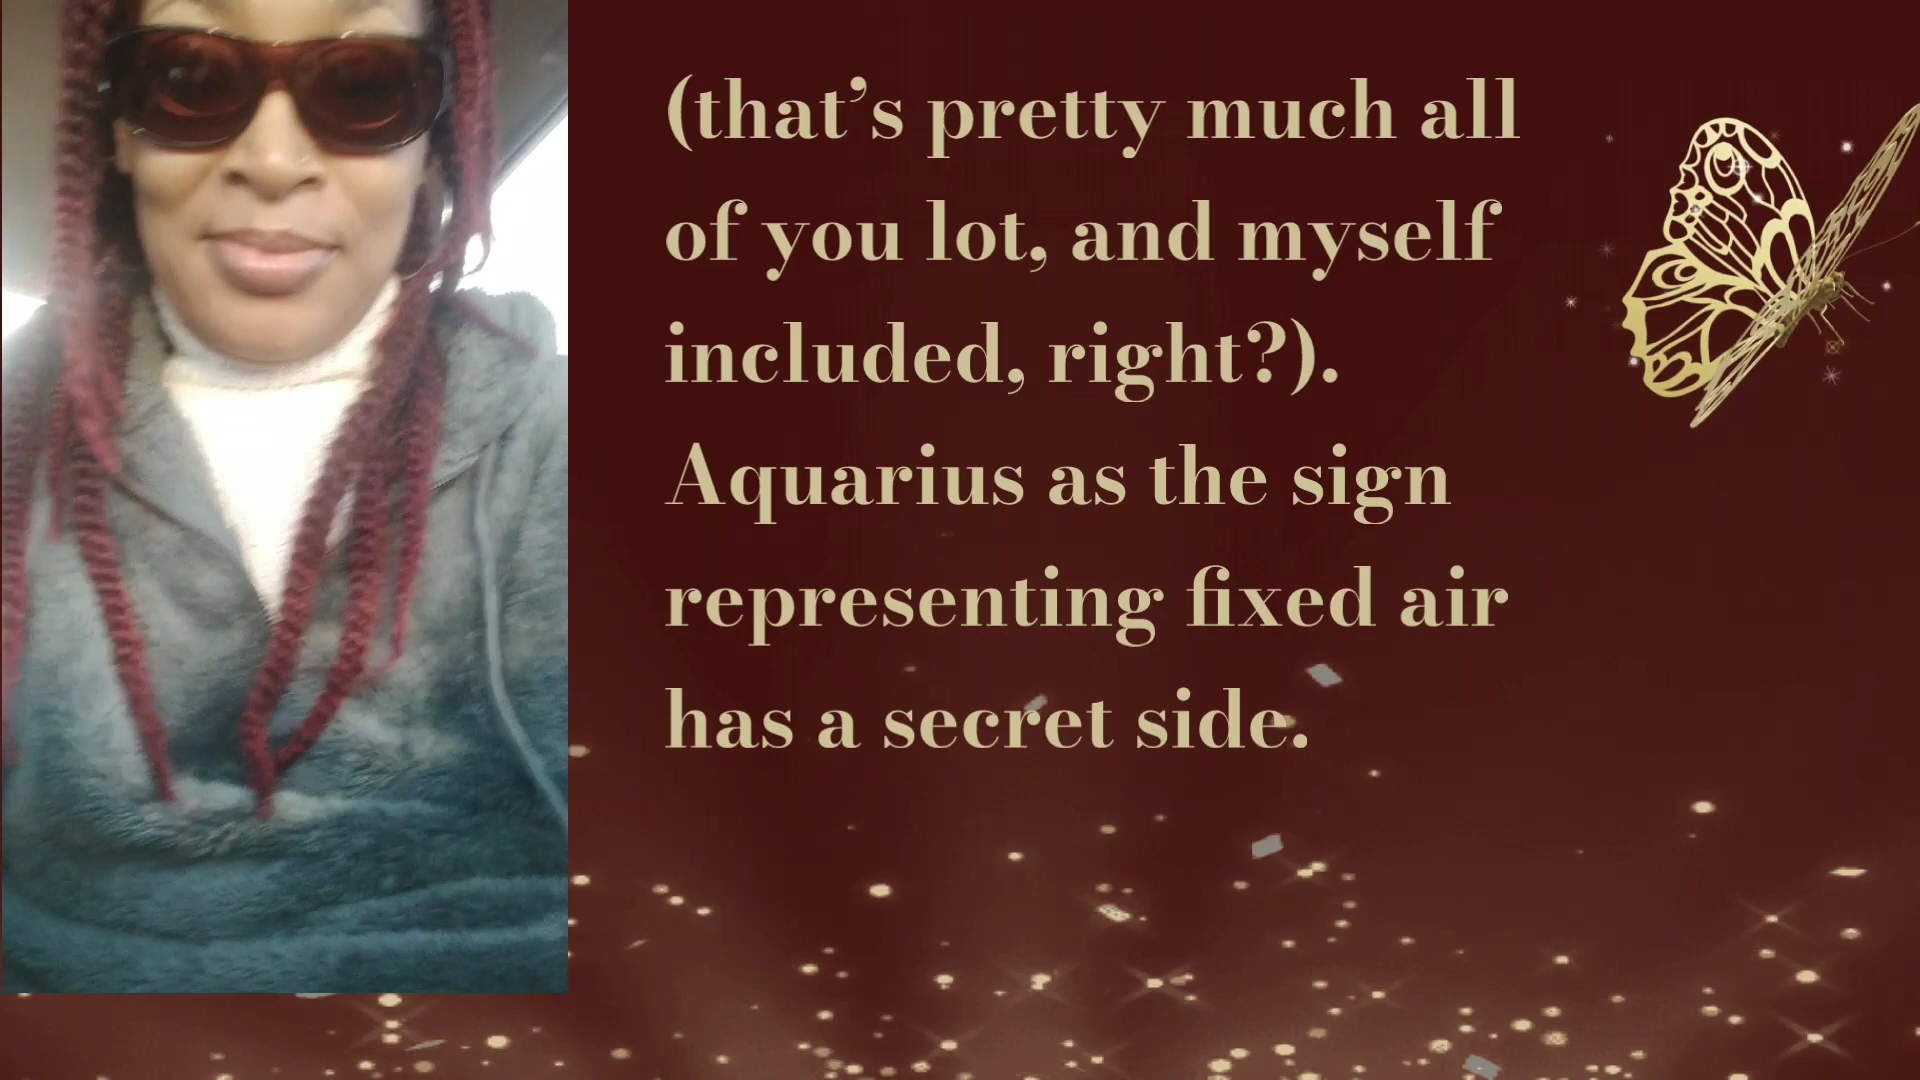 (that’s pretty much all
of you lot, and myself
included, right?).
Aquarius as the sign
representing fixed air
has a secret side.